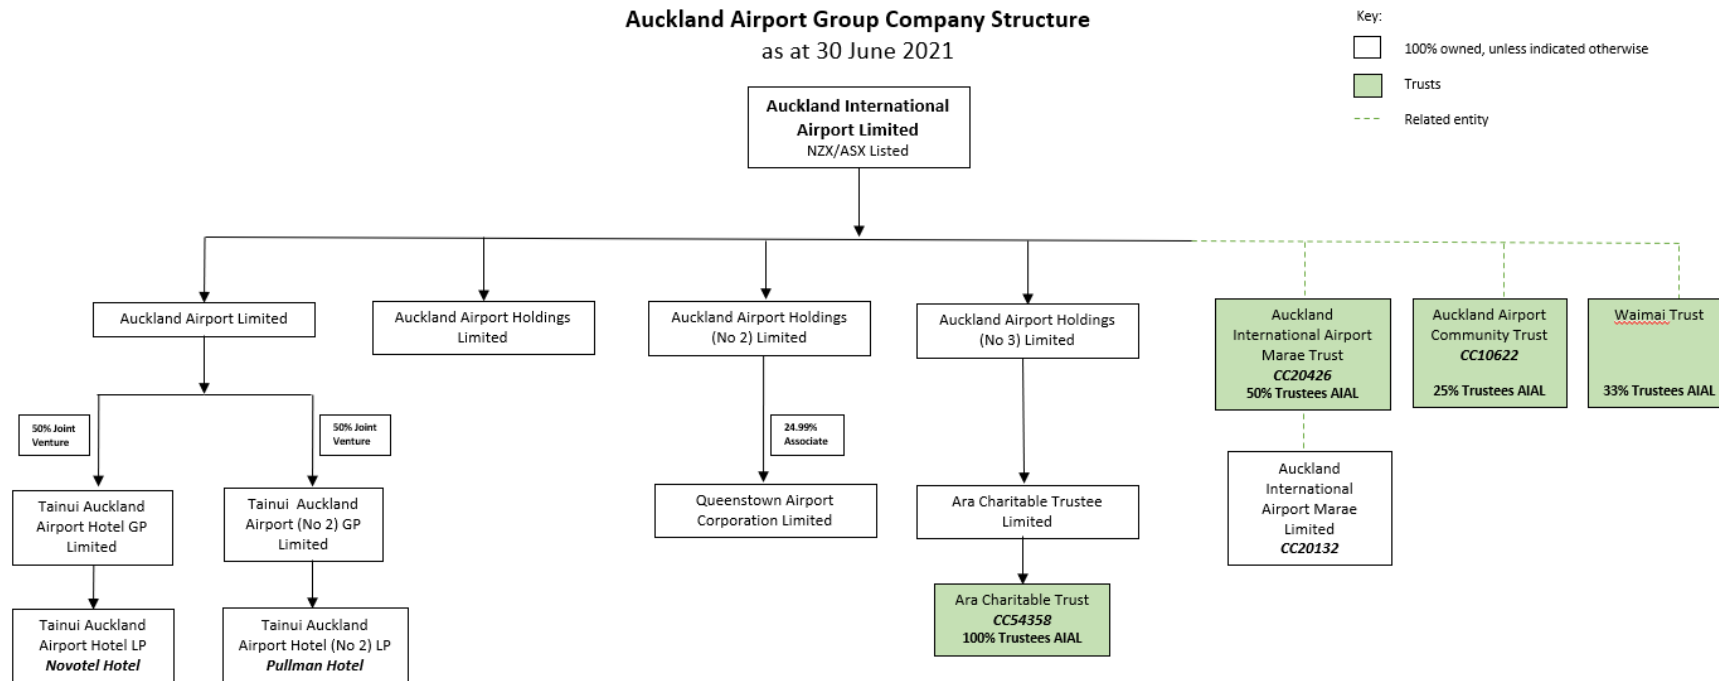 Auckland Airport Group Company Structure
as at 30 June 2021
Key:
100% owned, unless indicated otherwise
Trusts
Related entity
Auckland International
Airport Limited
NZX/ASX Listed
Auckland Airport Limited
Auckland Airport Holdings
Limited
Auckland Airport Holdings
(No 2) Limited
Auckland Airport Holdings
(No 3) Limited
Auckland
International Airport
Marae Trust
CC20426
50% Trustees AIAL
Auckland Airport
Community Trust
CC10622
25% Trustees AIAL
Waimai Trust
33% Trustees AIAL
50% Joint
Venture
50% Joint
Venture
24.99%
Associate
Tainui Auckland
Airport Hotel GP
Limited
Tainui Auckland
Airport (No 2) GP
Limited
Queenstown Airport
Corporation Limited
Ara Charitable Trustee
Limited
Auckland
International
Airport Marae
Limited
CC20132
Tainui Auckland
Airport Hotel LP
Novotel Hotel
Tainui Auckland
Airport Hotel (No 2) LP
Pullman Hotel
Ara Charitable Trust
CC54358
100% Trustees AIAL